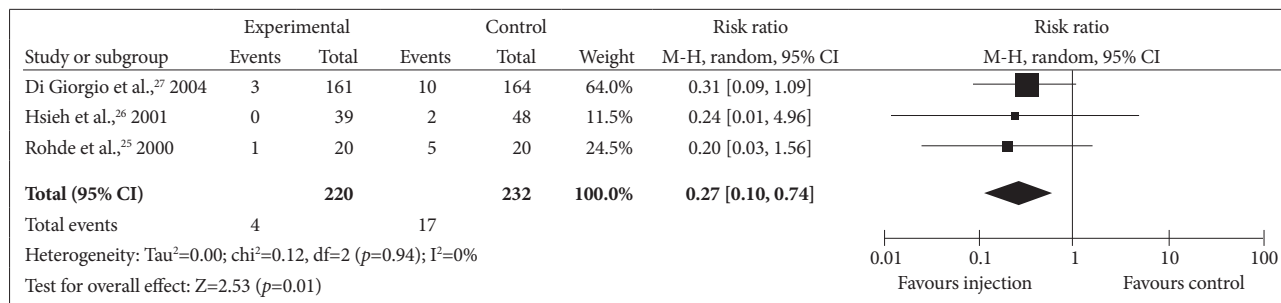 Experimental Control Risk ratio Risk ratio
Study or subgroup Events Total Events Total Weight M-H, random, 95% CI M-H, random, 95% CI
Di Giorgio et al.,²⁷ 2004 3 161 10 164 64.0% 0.31 [0.09, 1.09]
Hsieh et al.,²⁶ 2001 0 39 2 48 11.5% 0.24 [0.01, 4.96]
Rohde et al.,²⁵ 2000 1 20 5 20 24.5% 0.20 [0.03, 1.56]
Total (95% CI) 220 232 100.0% 0.27 [0.10, 0.74]
Total events 4 17
Heterogeneity: Tau²=0.00; chi²=0.12, df=2 (p=0.94); I²=0%
Test for overall effect: Z=2.53 (p=0.01)
0.01 0.1 1 10 100
Favours injection Favours control